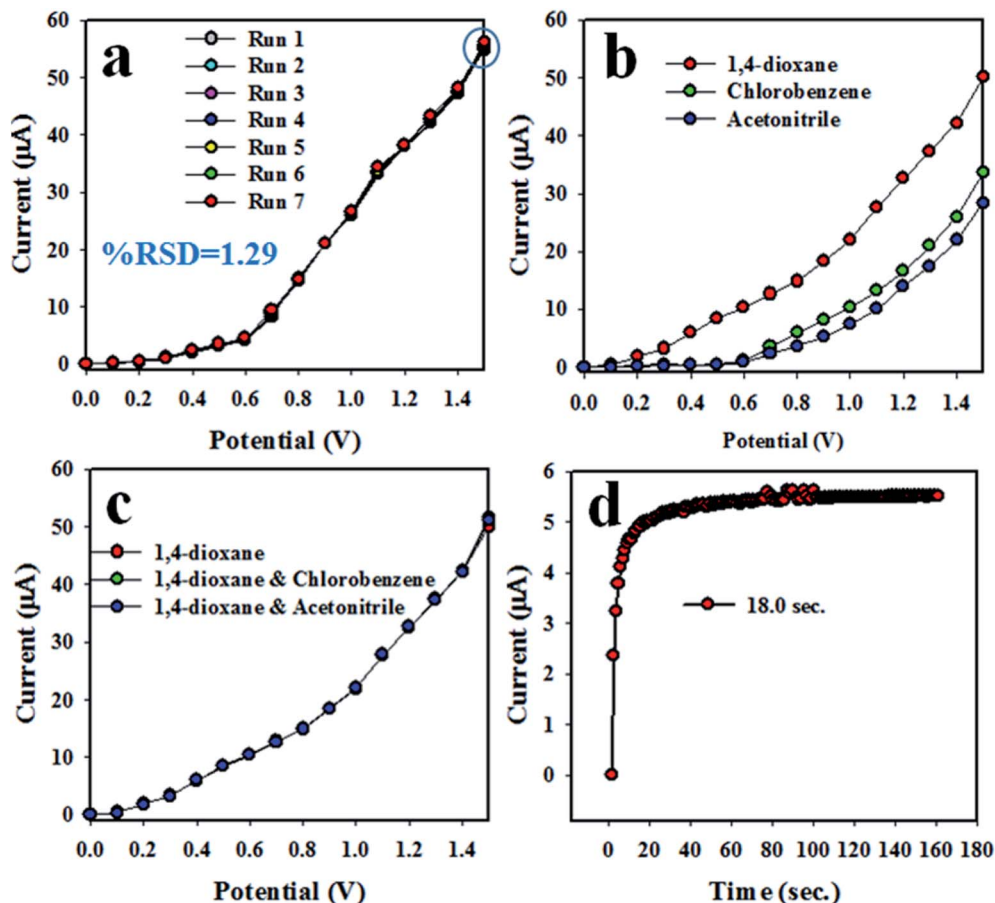 a
60
50
40
30
20
10
0
Current (µA)
Run 1
Run 2
Run 3
Run 4
Run 5
Run 6
Run 7
%RSD=1.29
0.0 0.2 0.4 0.6 0.8 1.0 1.2 1.4
Potential (V)
b
60
50
40
30
20
10
0
Current (µA)
1,4-dioxane
Chlorobenzene
Acetonitrile
0.0 0.2 0.4 0.6 0.8 1.0 1.2 1.4
Potential (V)
c
60
50
40
30
20
10
0
Current (µA)
1,4-dioxane
1,4-dioxane & Chlorobenzene
1,4-dioxane & Acetonitrile
0.0 0.2 0.4 0.6 0.8 1.0 1.2 1.4
Potential (V)
d
6
5
4
3
2
1
0
Current (µA)
18.0 sec.
0 20 40 60 80 100 120 140 160 180
Time (sec.)